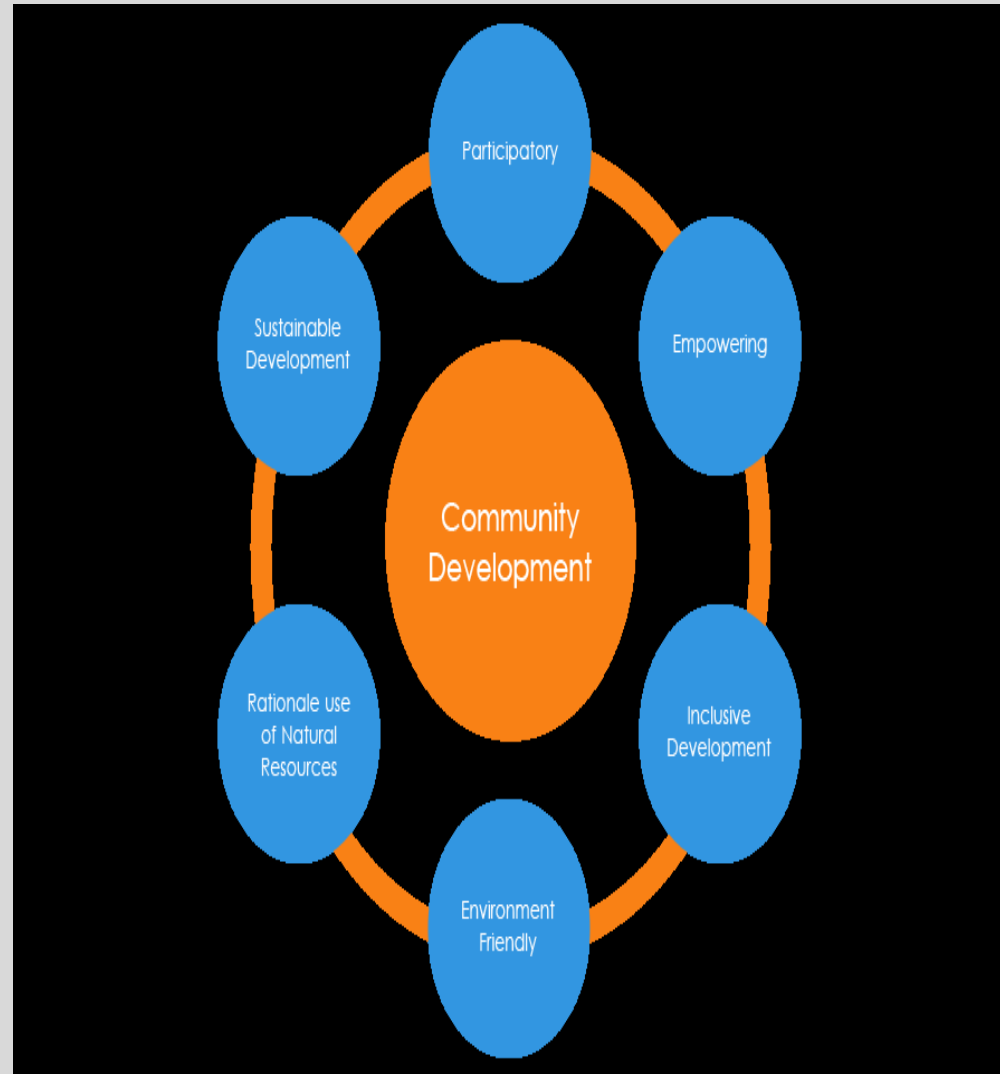 Participatory
Sustainable
Development
Empowering
Community
Development
Rationale use
of Natural
Resources
Inclusive
Development
Environment
Friendly